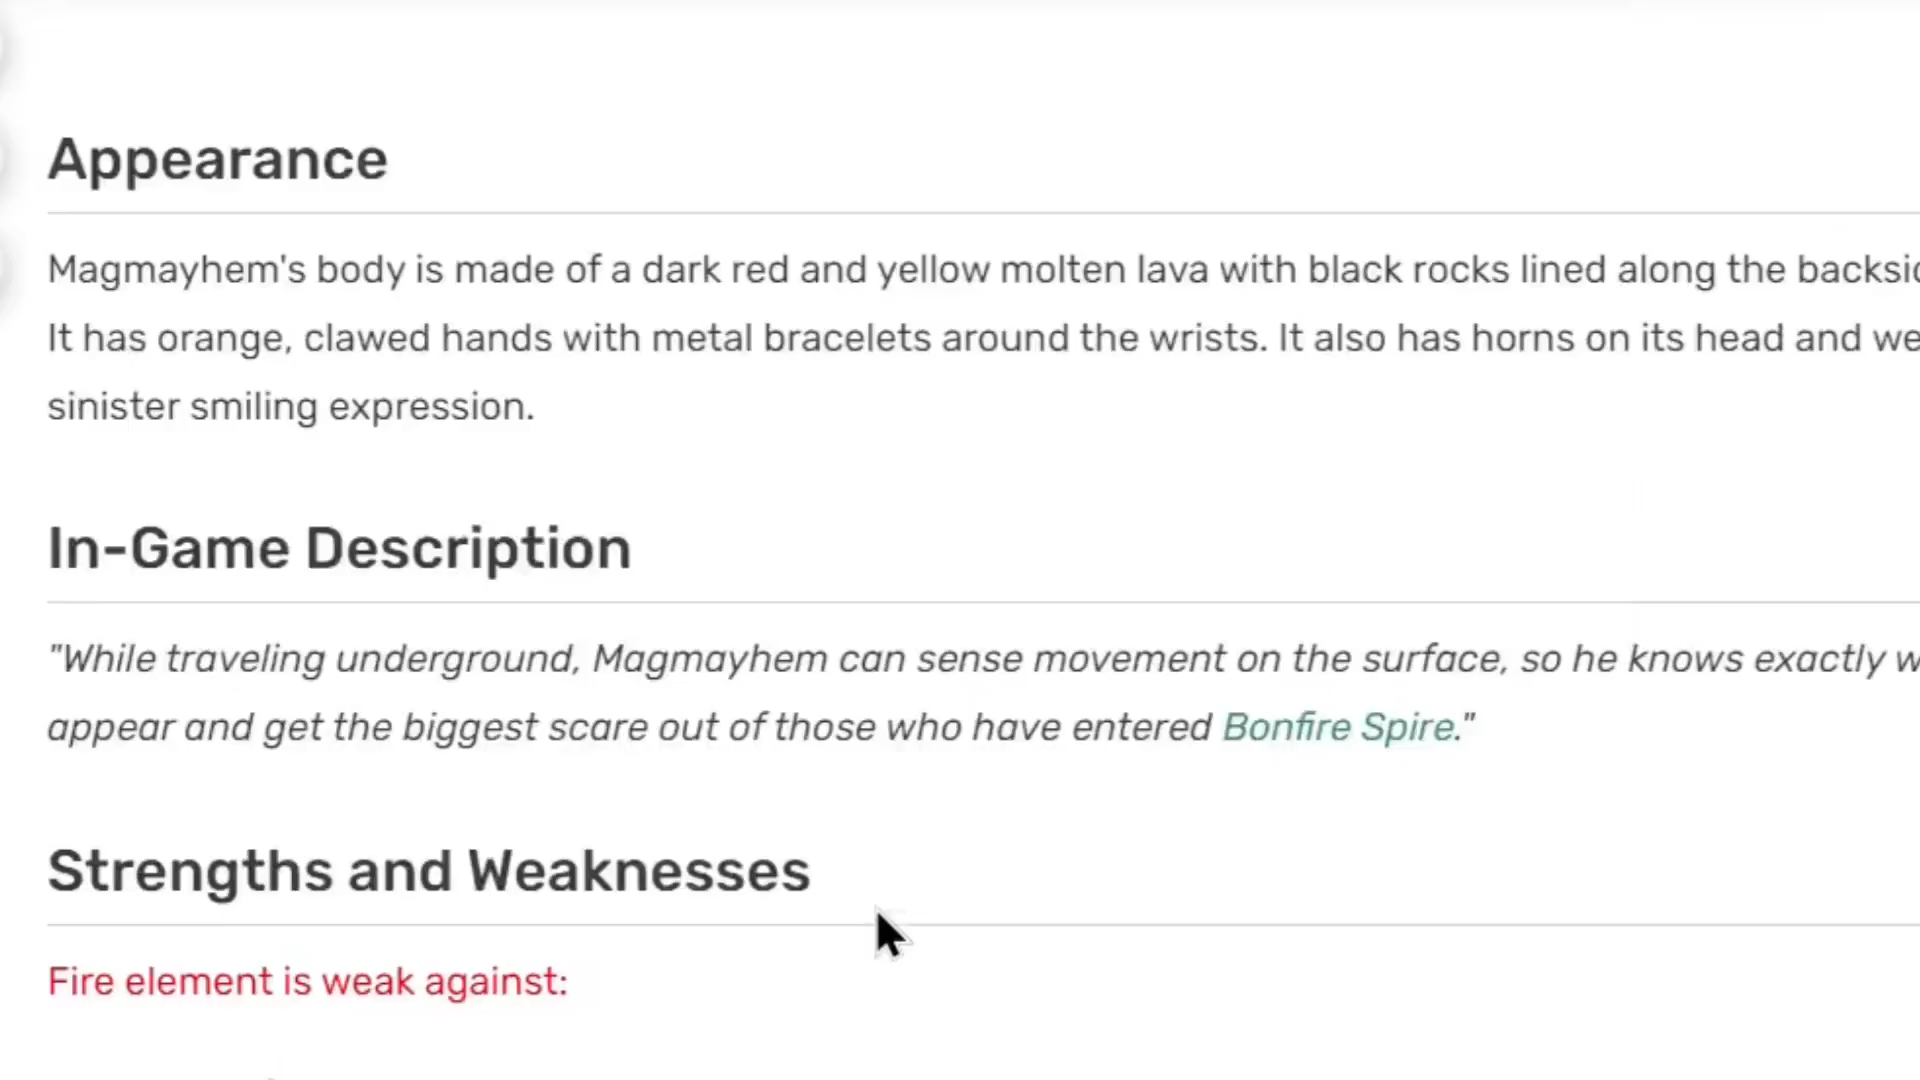 Appearance
Magmayhem's body is made of a dark red and yellow molten lava with black rocks lined along the
It has orange, clawed hands with metal bracelets around the wrists. It also has horns on its head and
sinister smiling expression.
In-Game Description
"While traveling underground, Magmayhem can sense movement on the surface, so he knows exactly
appear and get the biggest scare out of those who have entered Bonfire Spire."
Strengths and Weaknesses
Fire element is weak against: